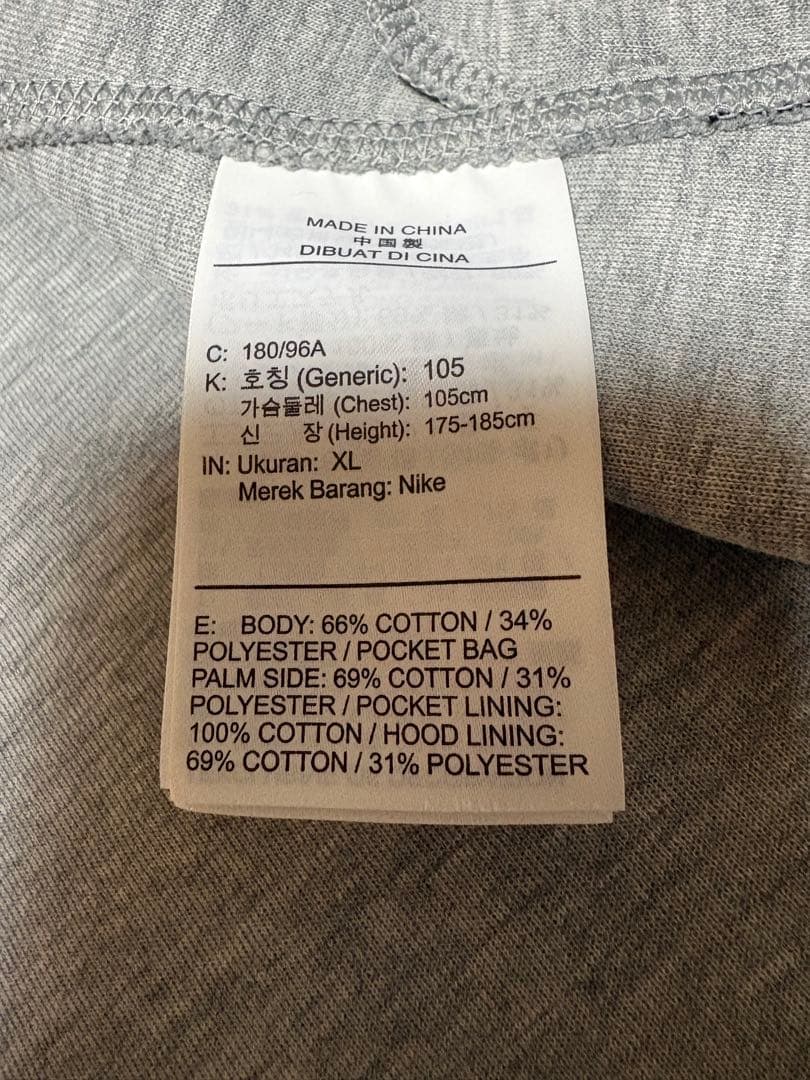 MADE IN CHINA
中国製
DIBUAT DI CINA
C: 180/96A
K: 호칭 (Generic): 105
가슴둘레 (Chest): 105cm
신 장 (Height): 175-185cm
IN: Ukuran: XL
Merek Barang: Nike
E: BODY: 66% COTTON / 34%
POLYESTER / POCKET BAG
PALM SIDE: 69% COTTON / 31%
POLYESTER / POCKET LINING:
100% COTTON / HOOD LINING:
69% COTTON / 31% POLYESTER